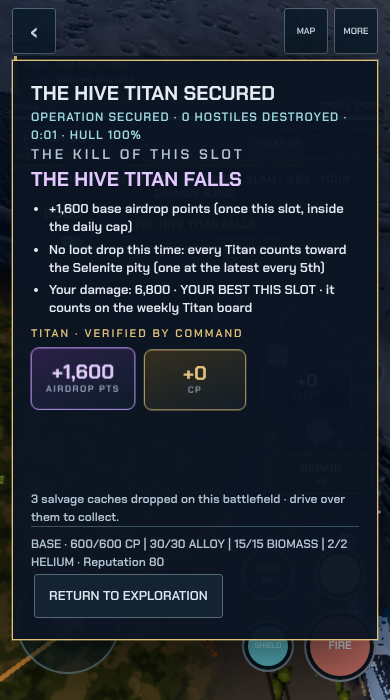 ‹
MAP
MORE
THE HIVE TITAN SECURED
OPERATION SECURED · 0 HOSTILES DESTROYED ·
0:01 · HULL 100%
THE KILL OF THIS SLOT
THE HIVE TITAN FALLS
• +1,600 base airdrop points (once this slot, inside
the daily cap)
• No loot drop this time: every Titan counts toward
the Selenite pity (one at the latest every 5th)
• Your damage: 6,800 · YOUR BEST THIS SLOT · it
counts on the weekly Titan board
TITAN · VERIFIED BY COMMAND
+1,600
AIRDROP PTS
+0
CP
+0
REPAIR
3 salvage caches dropped on this battlefield · drive over
them to collect.
BASE · 600/600 CP | 30/30 ALLOY | 15/15 BIOMASS | 2/2
HELIUM · Reputation 80
RETURN TO EXPLORATION
SHIELD
FIRE